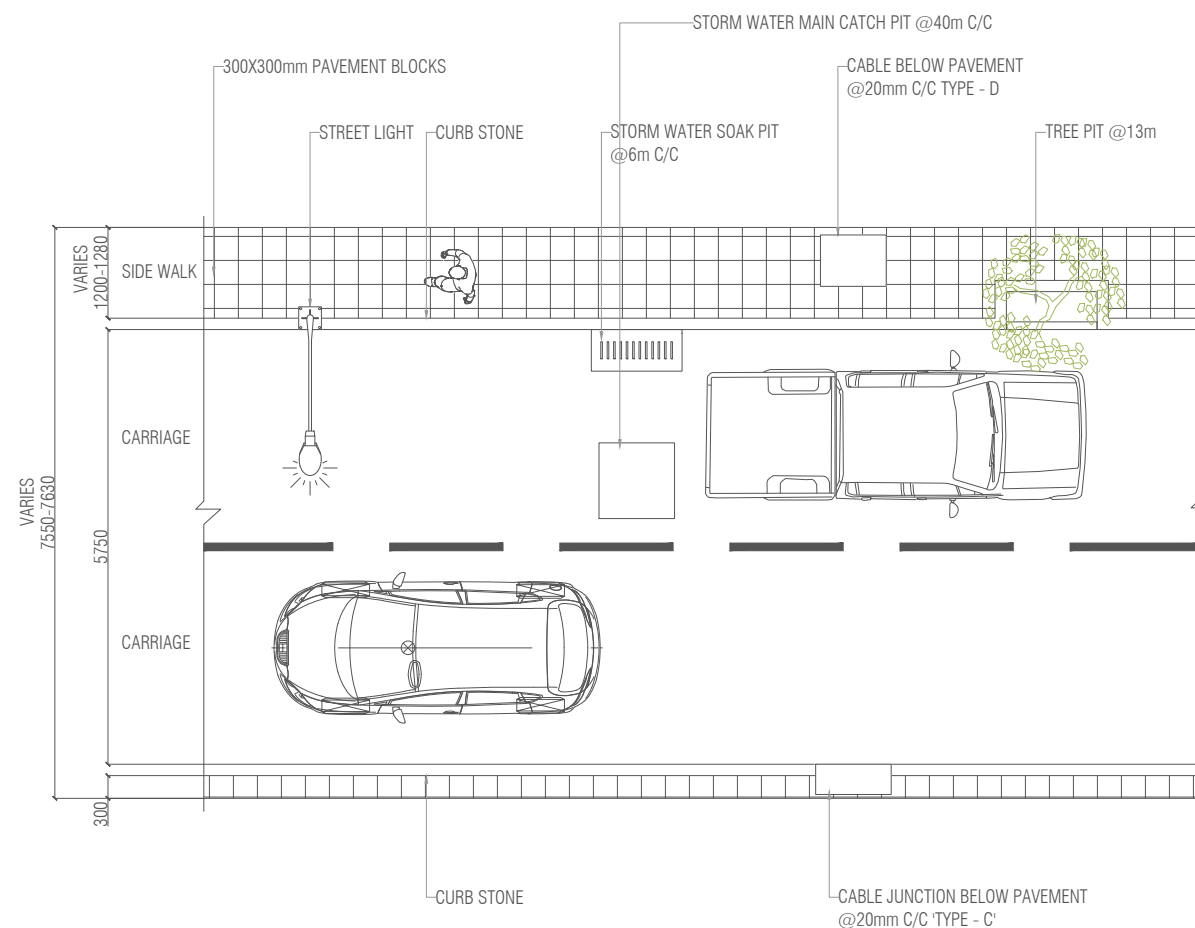 STORM WATER MAIN CATCH PIT @40m C/C
300X300mm PAVEMENT BLOCKS
CABLE BELOW PAVEMENT
@20mm C/C TYPE - D
STREET LIGHT
CURB STONE
STORM WATER SOAK PIT
@6m C/C
TREE PIT @13m
VARIES
1200-1280
SIDE WALK
CARRIAGE
VARIES
7550-7630
5750
CARRIAGE
300
CURB STONE
CABLE JUNCTION BELOW PAVEMENT
@20mm C/C 'TYPE - C'